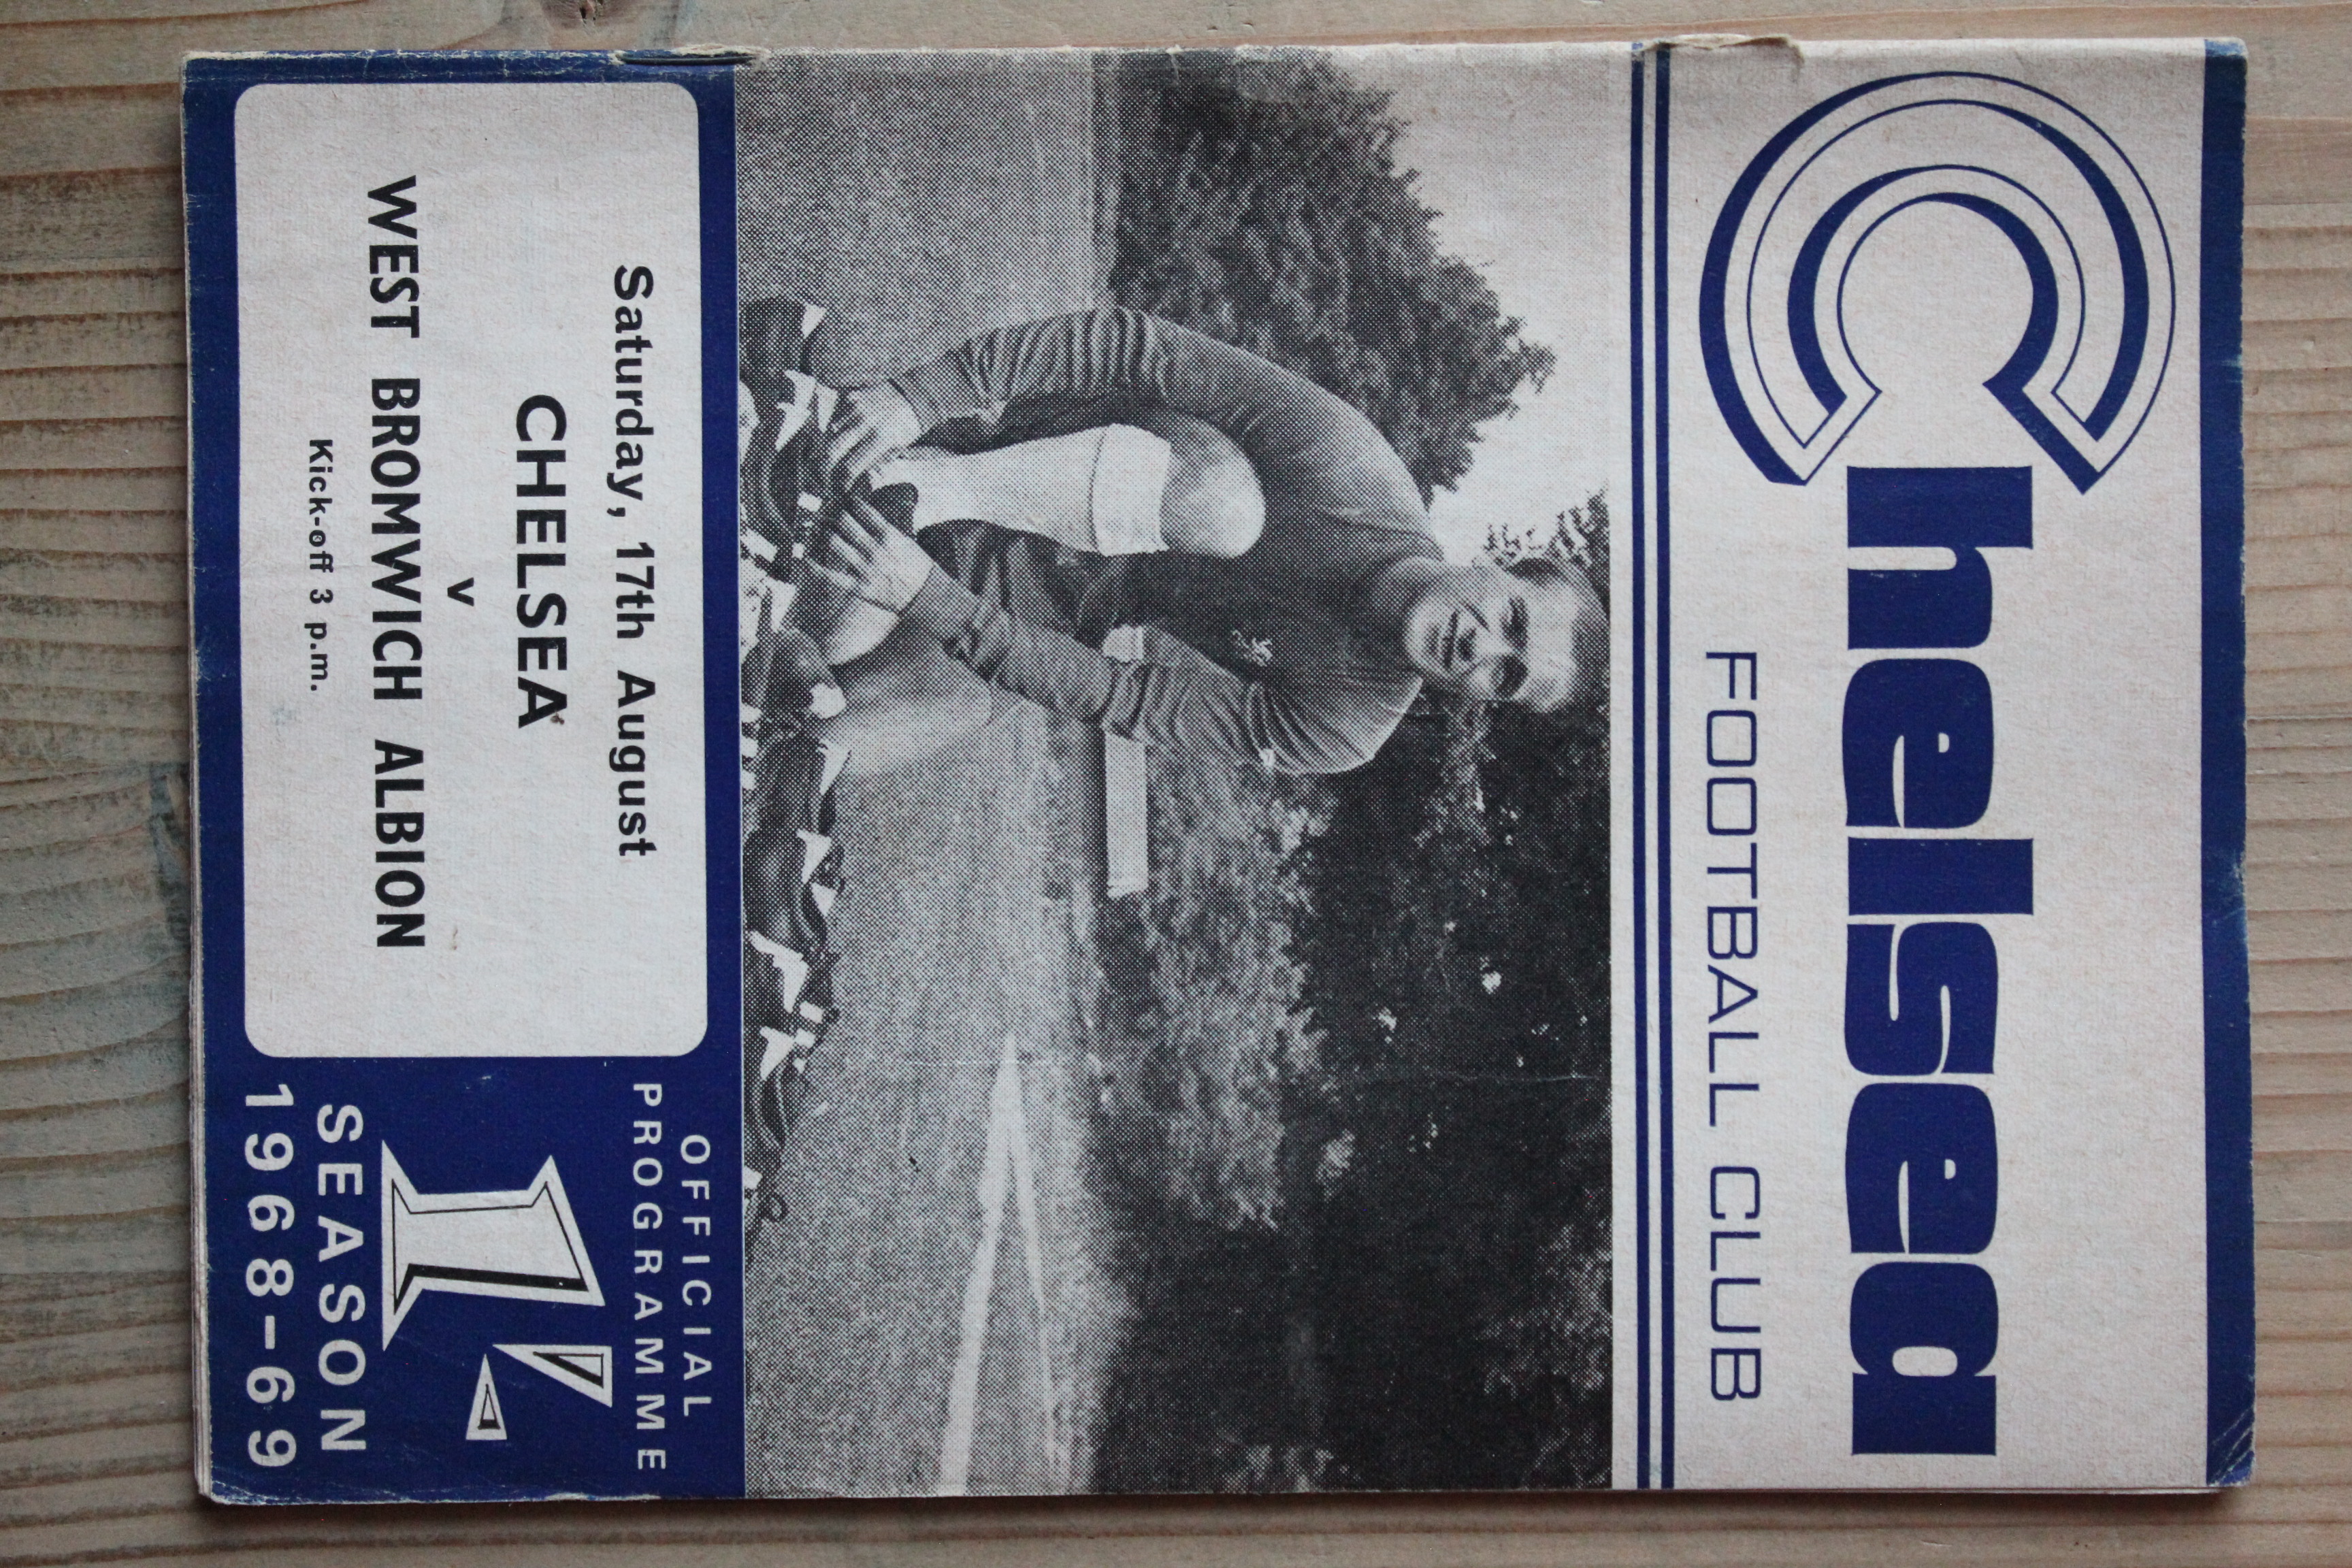 Chelsea
FOOTBALL CLUB
OFFICIAL
PROGRAMME
1/-
SEASON
1968-69
Saturday, 17th August
CHELSEA
v
WEST BROMWICH ALBION
Kick-off 3 p.m.